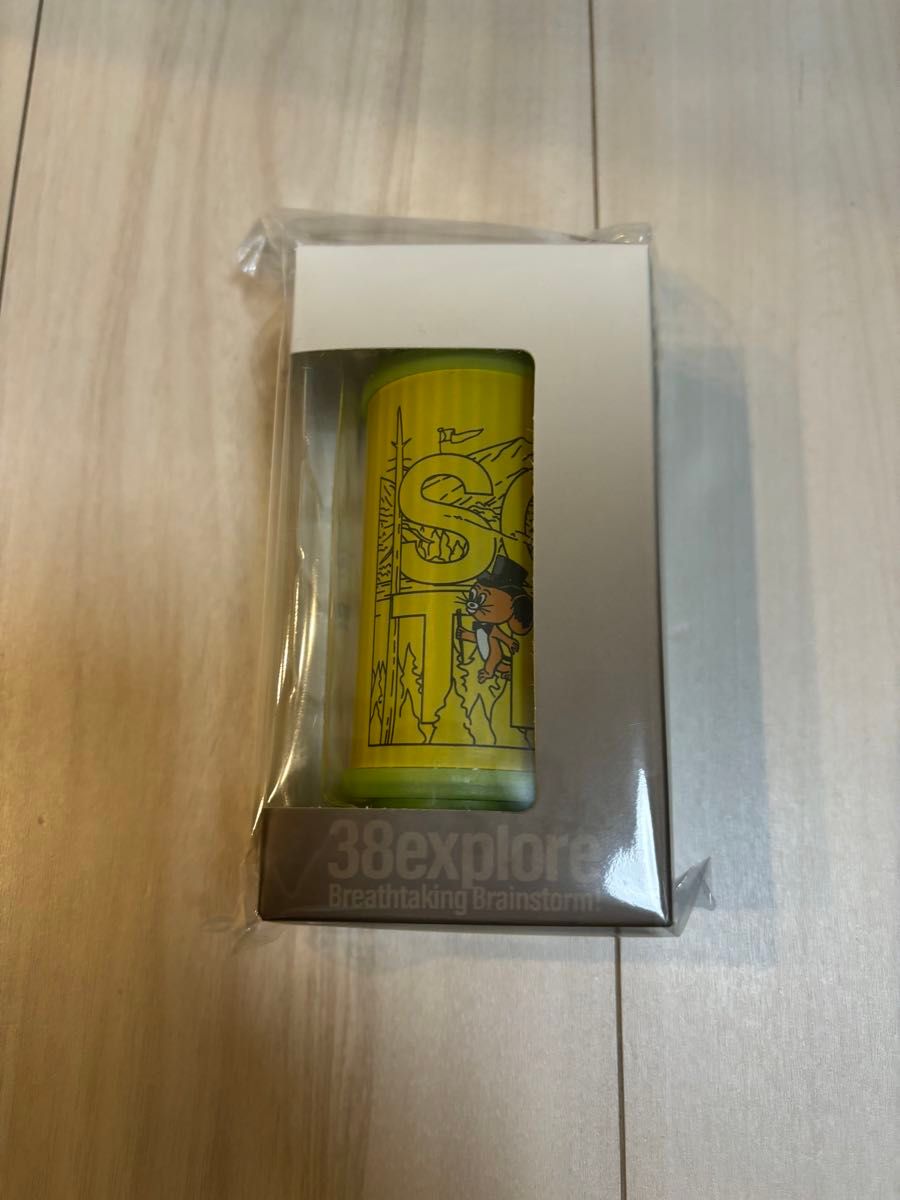 S
T
38explore
Breathtaking Brainstorm!